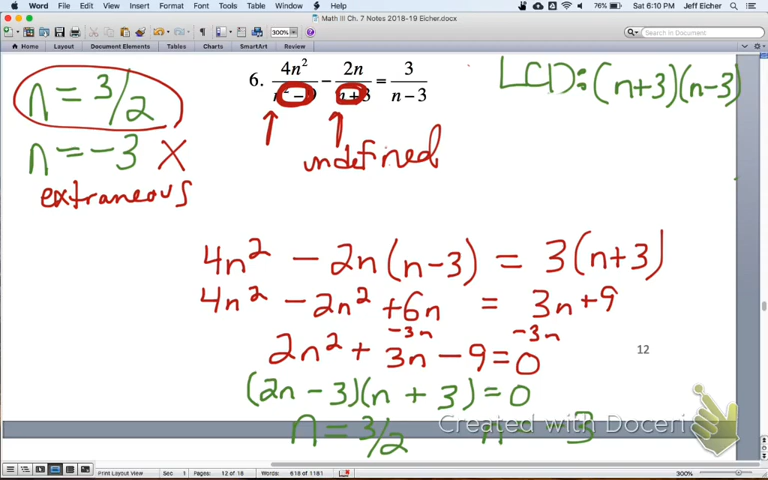 Word File Edit View Insert Format Font Tools Table Window Help 76% Sat 6:10 PM Jeff Eicher
Math III Ch. 7 Notes 2018-19 Eicher.docx
300% Search in Document
Home Layout Document Elements Tables Charts SmartArt Review
6. 4n² / n² − 9 − 2n / n + 3 = 3 / n − 3
LCD: (n+3)(n−3)
n = 3/2
n = −3 X
extraneous
undefined
4n² − 2n(n−3) = 3(n+3)
4n² − 2n² + 6n = 3n + 9
−3n −3n
2n² + 3n − 9 = 0
12
(2n − 3)(n + 3) = 0
n = 3/2 n 3
Created with Doceri
Print Layout View Sec 1 Pages: 12 of 18 Words: 618 of 1181 300%